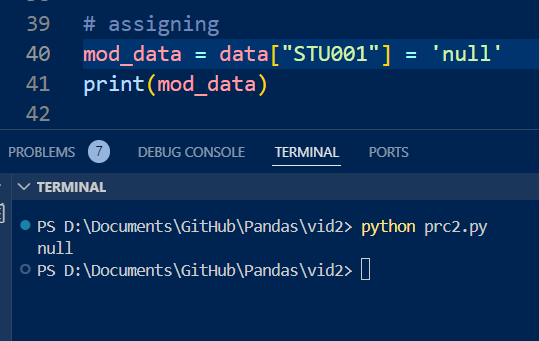 39
40
41
42
# assigning
mod_data = data["STU001"] = 'null'
print(mod_data)
PROBLEMS 7 DEBUG CONSOLE TERMINAL PORTS
TERMINAL
PS D:\Documents\GitHub\Pandas\vid2> python prc2.py
null
PS D:\Documents\GitHub\Pandas\vid2>